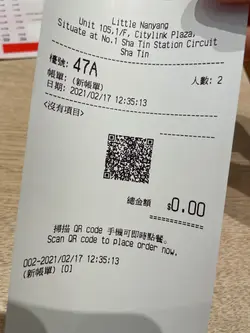 Little Nanyang
Unit 105,1/F, Citylink Plaza,
Situate at No.1 Sha Tin Station Circuit
Sha Tin
檯號: 47A
帳單: (新帳單)
人數: 2
日期: 2021/02/17 12:35:13
<沒有項目>
總金額 $0.00
掃描 QR code 手機可即時點餐。
Scan QR code to place order now.
002-2021/02/17 12:35:13
(新帳單) [0]